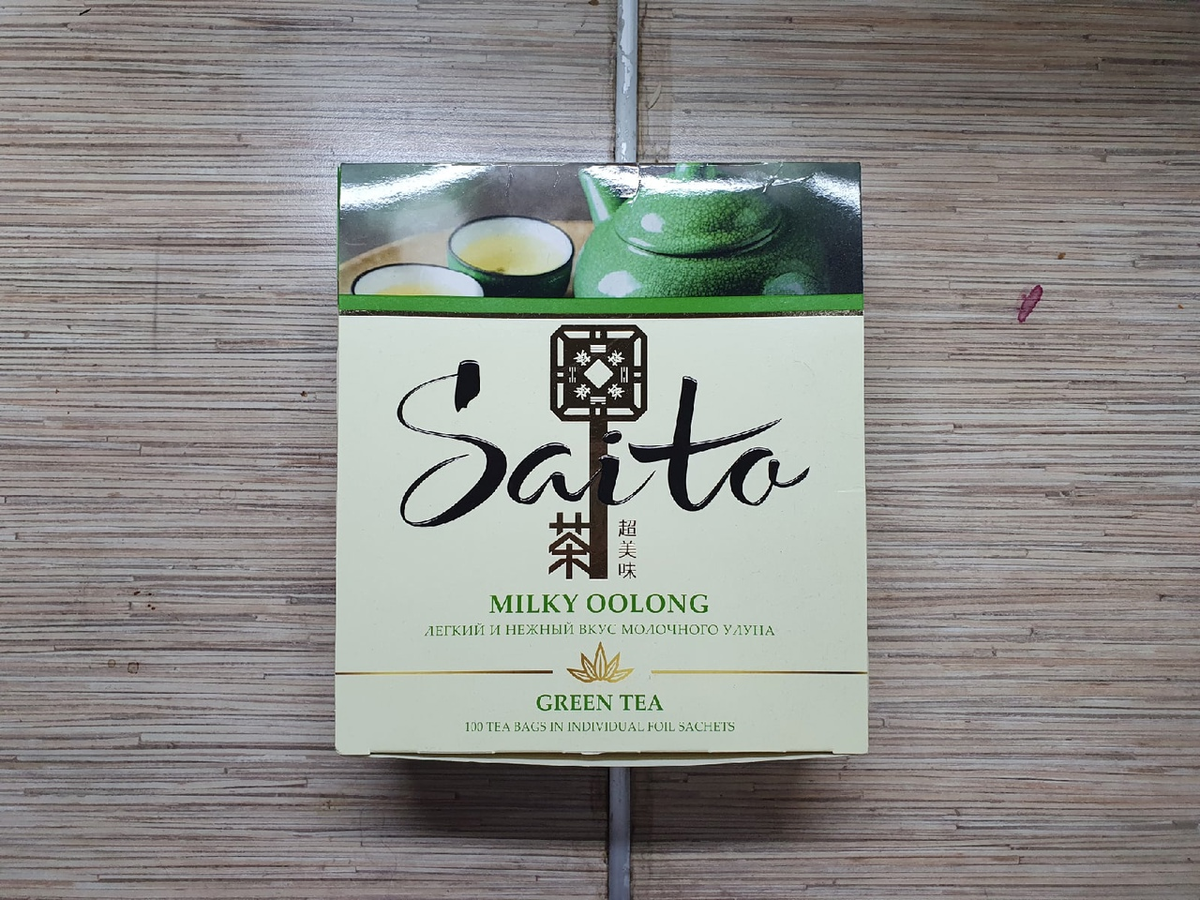 Saito
茶
超美味
MILKY OOLONG
ЛЕГКИЙ И НЕЖНЫЙ ВКУС МОЛОЧНОГО УЛУНА
GREEN TEA
100 TEA BAGS IN INDIVIDUAL FOIL SACHETS